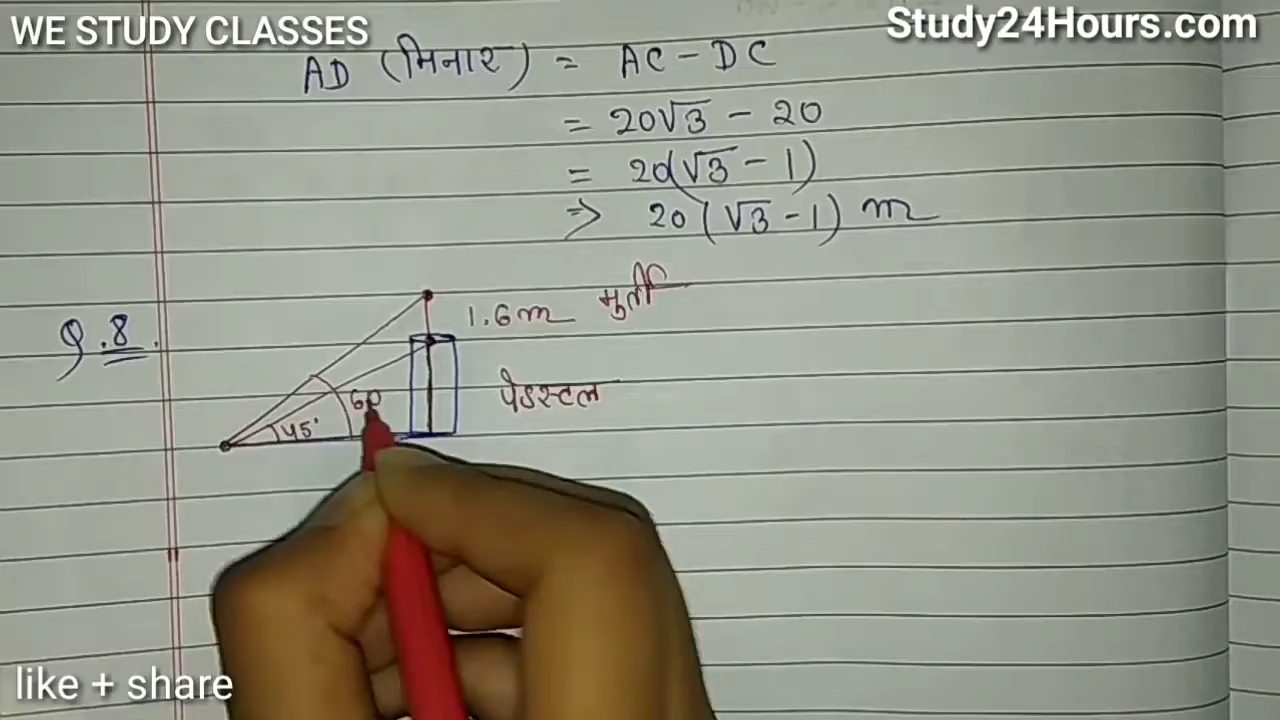 WE STUDY CLASSES
Study24Hours.com
AD (मिनार) = AC - DC
= 20√3 - 20
= 20(√3 - 1)
⇒ 20(√3 - 1) m
Q.8.
1.6m मुर्ती
60
पेडस्टल
45°
like + share